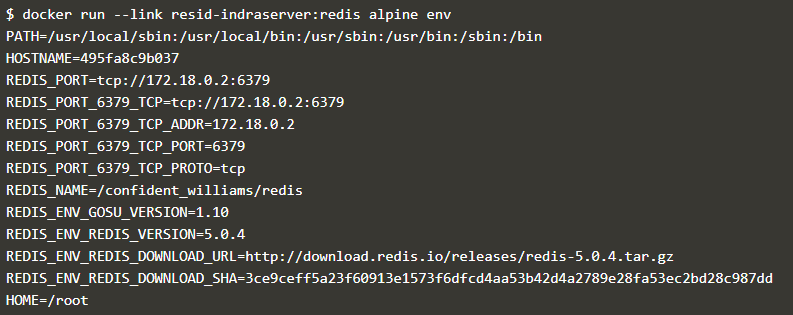 $ docker run --link resid-indraserver:redis alpine env
PATH=/usr/local/sbin:/usr/local/bin:/usr/sbin:/usr/bin:/sbin:/bin
HOSTNAME=495fa8c9b037
REDIS_PORT=tcp://172.18.0.2:6379
REDIS_PORT_6379_TCP=tcp://172.18.0.2:6379
REDIS_PORT_6379_TCP_ADDR=172.18.0.2
REDIS_PORT_6379_TCP_PORT=6379
REDIS_PORT_6379_TCP_PROTO=tcp
REDIS_NAME=/confident_williams/redis
REDIS_ENV_GOSU_VERSION=1.10
REDIS_ENV_REDIS_VERSION=5.0.4
REDIS_ENV_REDIS_DOWNLOAD_URL=http://download.redis.io/releases/redis-5.0.4.tar.gz
REDIS_ENV_REDIS_DOWNLOAD_SHA=3ce9ceff5a23f60913e1573f6dfcd4aa53b42d4a2789e28fa53ec2bd28c987dd
HOME=/root